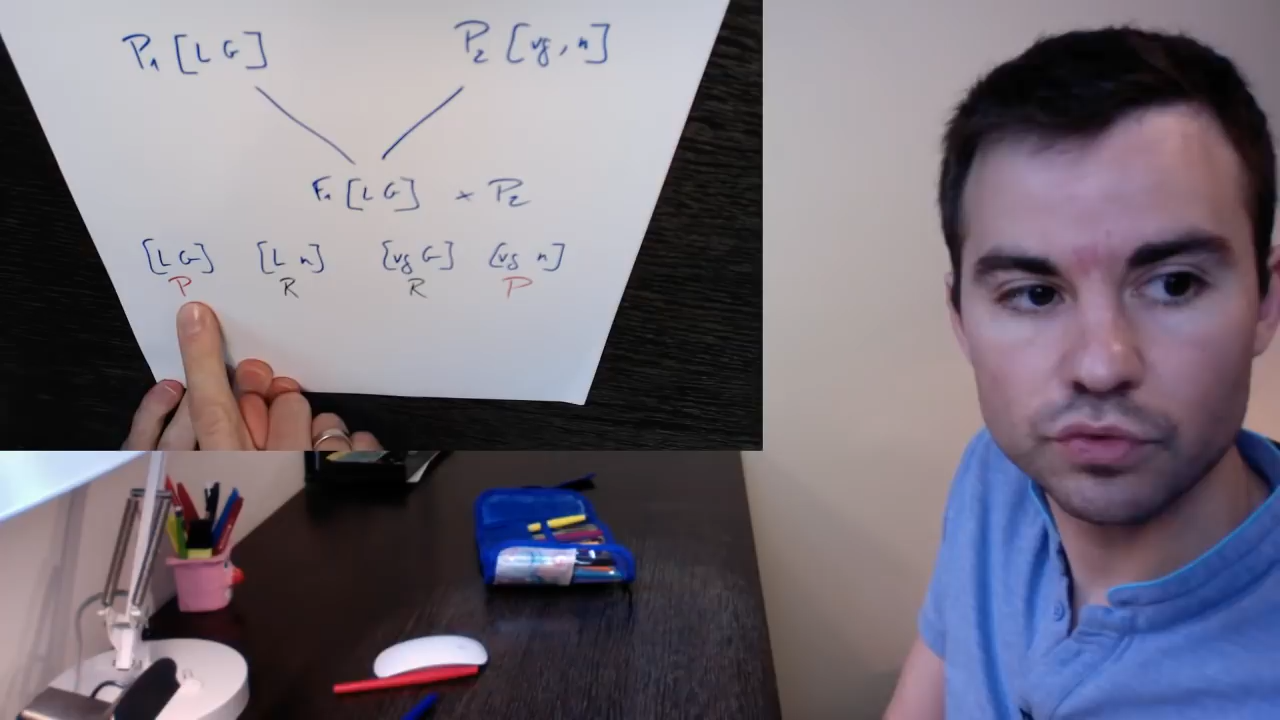 P₁ [L G] P₂ [vg, n]
F₁ [L G] × P₂
[L G] [L n] [vg G] [vg n]
P R R P